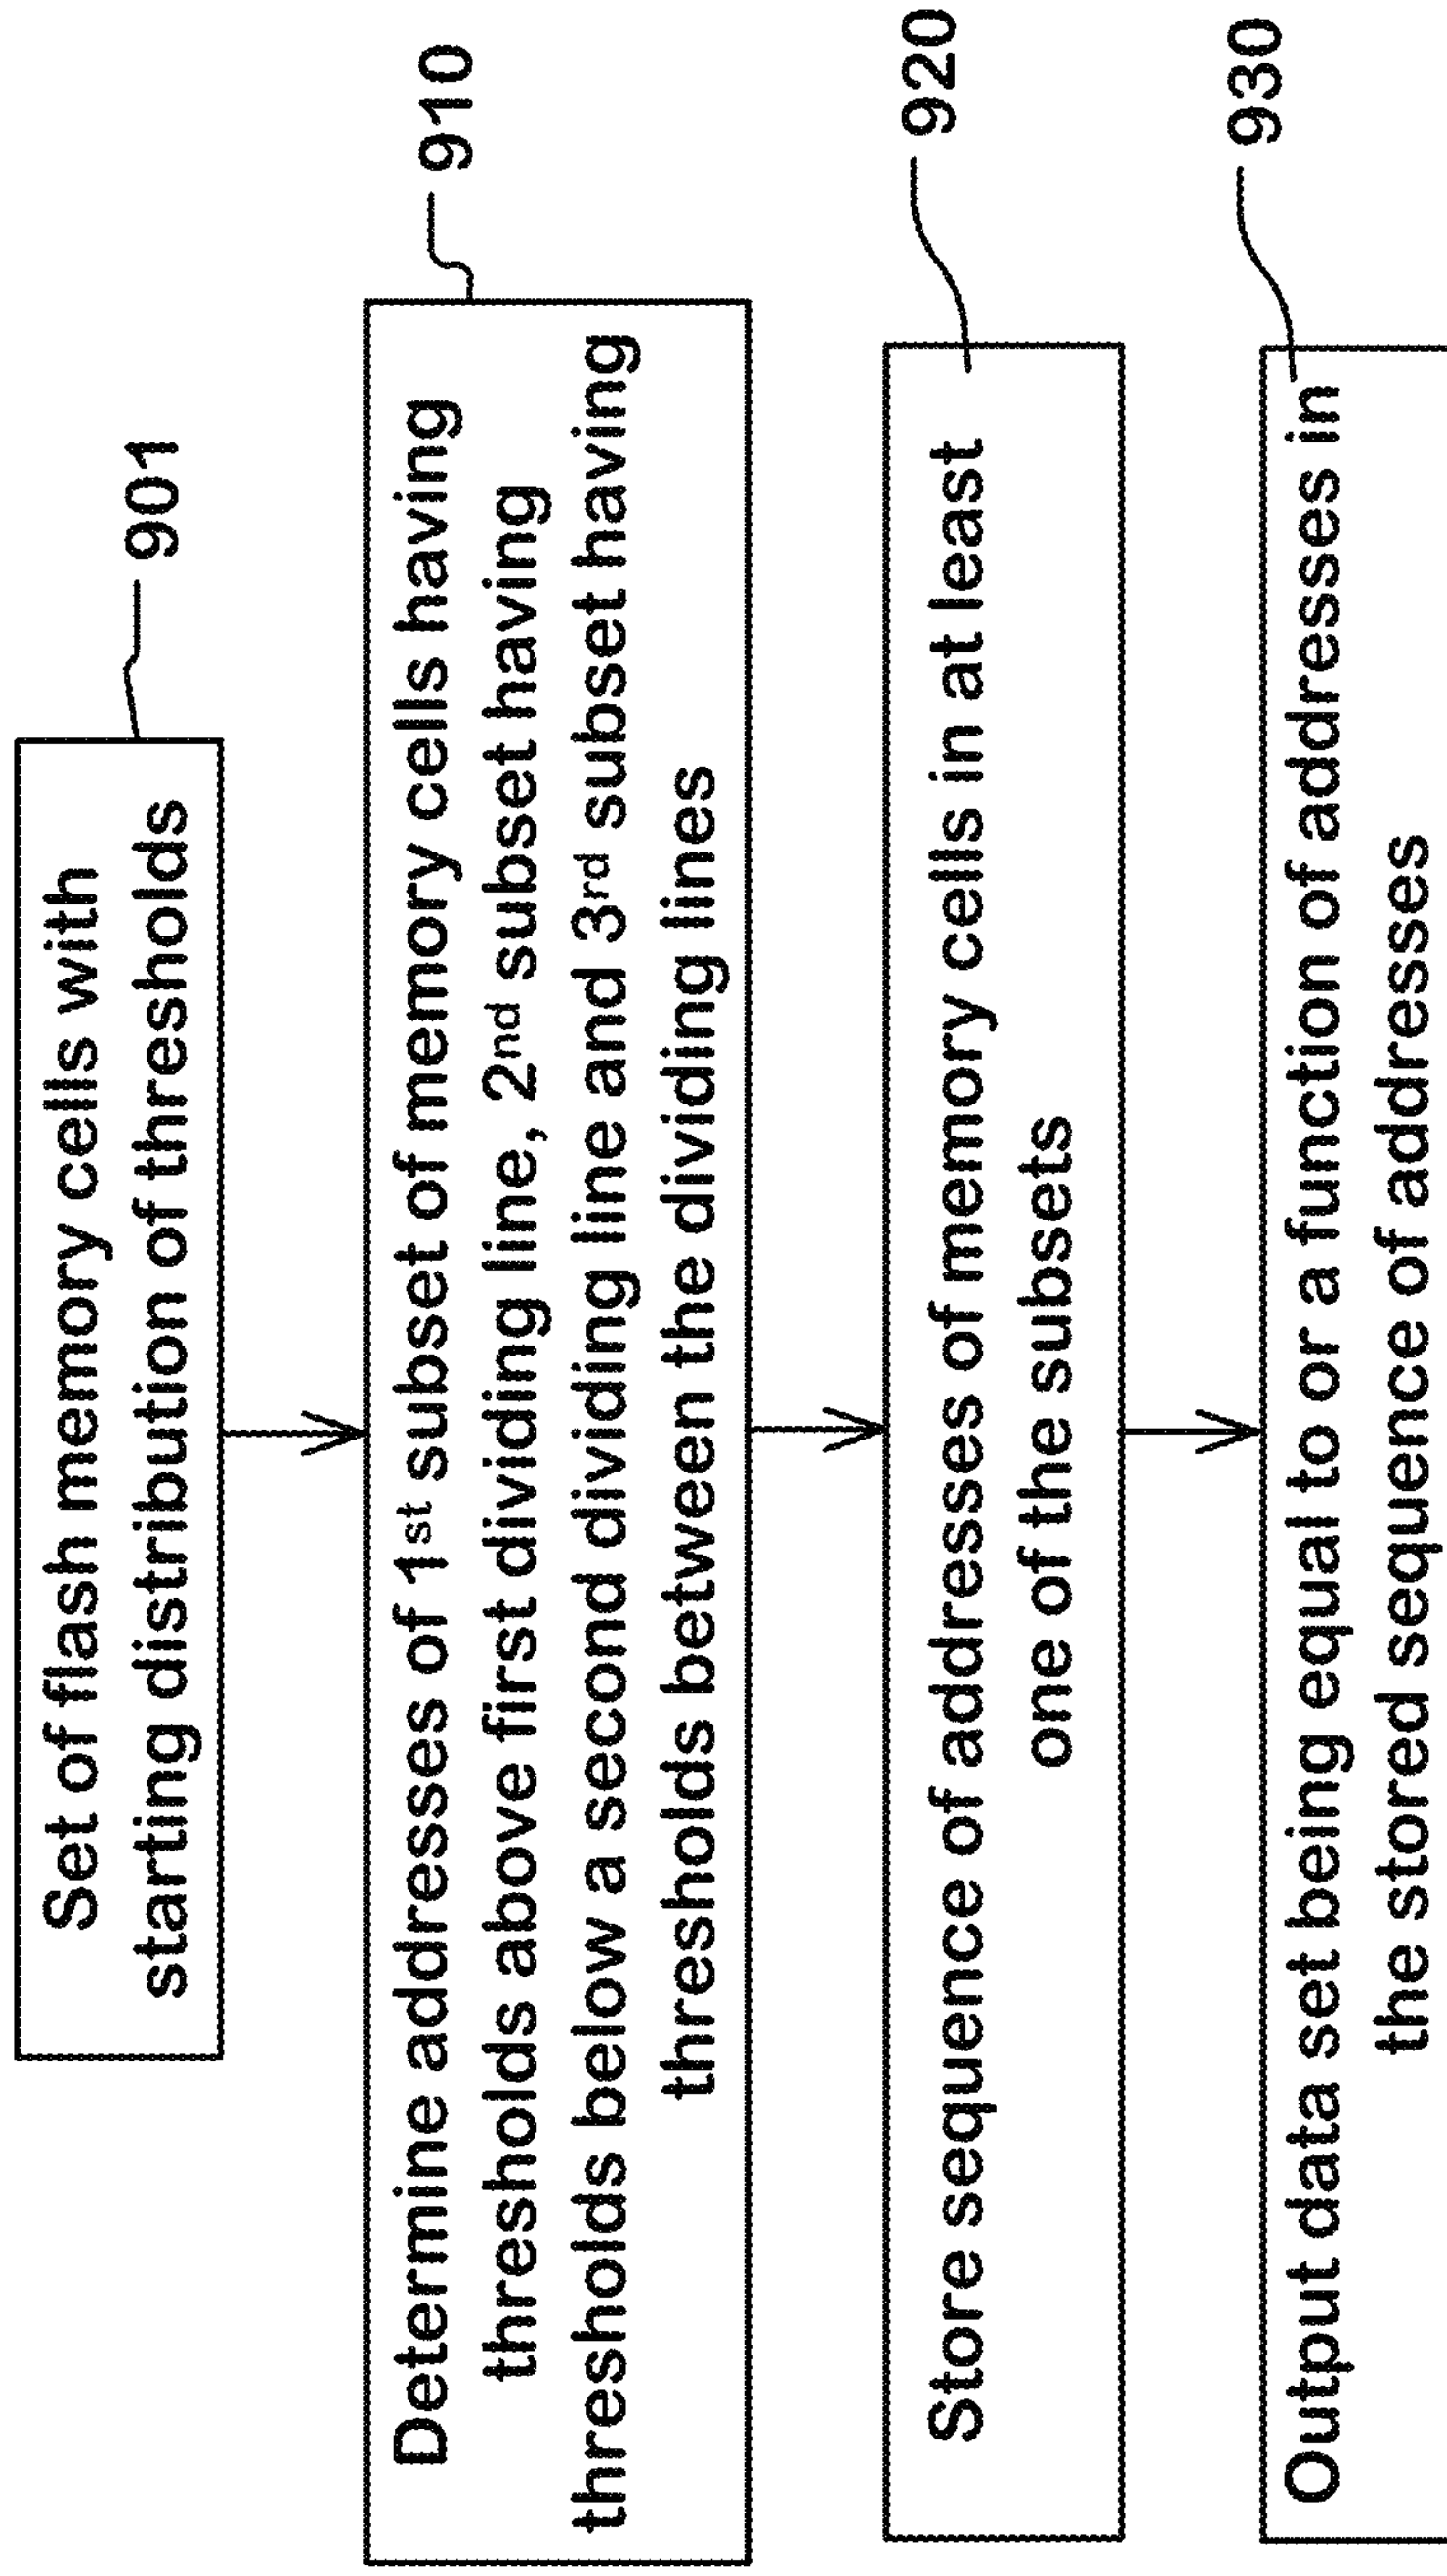 Set of flash memory cells with
starting distribution of thresholds
901
Determine addresses of 1st subset of memory cells having
thresholds above first dividing line, 2nd subset having
thresholds below a second dividing line and 3rd subset having
thresholds between the dividing lines
910
Store sequence of addresses of memory cells in at least
one of the subsets
920
Output data set being equal to or a function of addresses in
the stored sequence of addresses
930